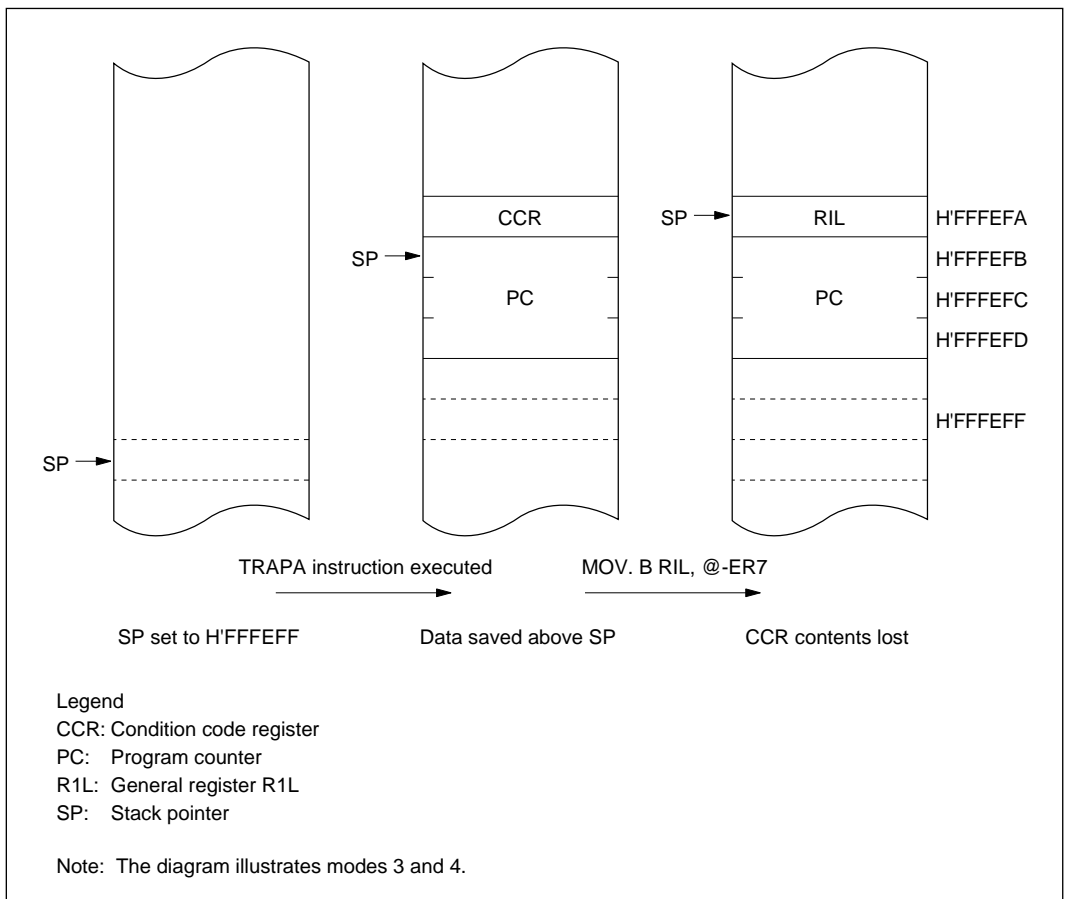 CCR
SP
RIL
H'FFFEFA
SP
H'FFFEFB
PC
PC
H'FFFEFC
H'FFFEFD
H'FFFEFF
SP
TRAPA instruction executed
MOV. B RIL, @-ER7
SP set to H'FFFEFF
Data saved above SP
CCR contents lost
Legend
CCR: Condition code register
PC: Program counter
R1L: General register R1L
SP: Stack pointer
Note: The diagram illustrates modes 3 and 4.